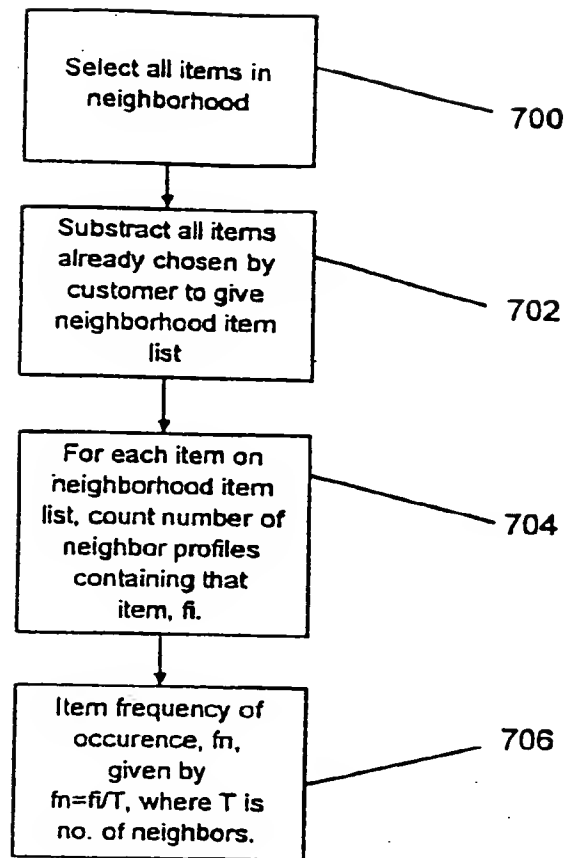 Select all items in
neighborhood
700
Substract all items
already chosen by
customer to give
neighborhood item
list
702
For each item on
neighborhood item
list, count number of
neighbor profiles
containing that
item, fi.
704
Item frequency of
occurence, fn,
given by
fn=fi/T, where T is
no. of neighbors.
706